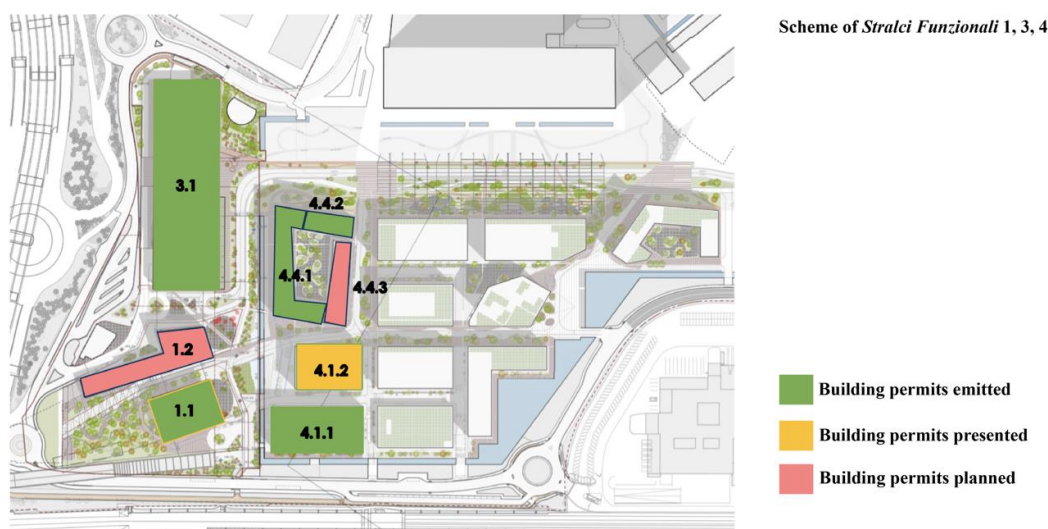 Scheme of Stralci Funzionali 1, 3, 4
3.1
4.4.2
4.4.1
4.4.3
1.2
4.1.2
1.1
4.1.1
Building permits emitted
Building permits presented
Building permits planned